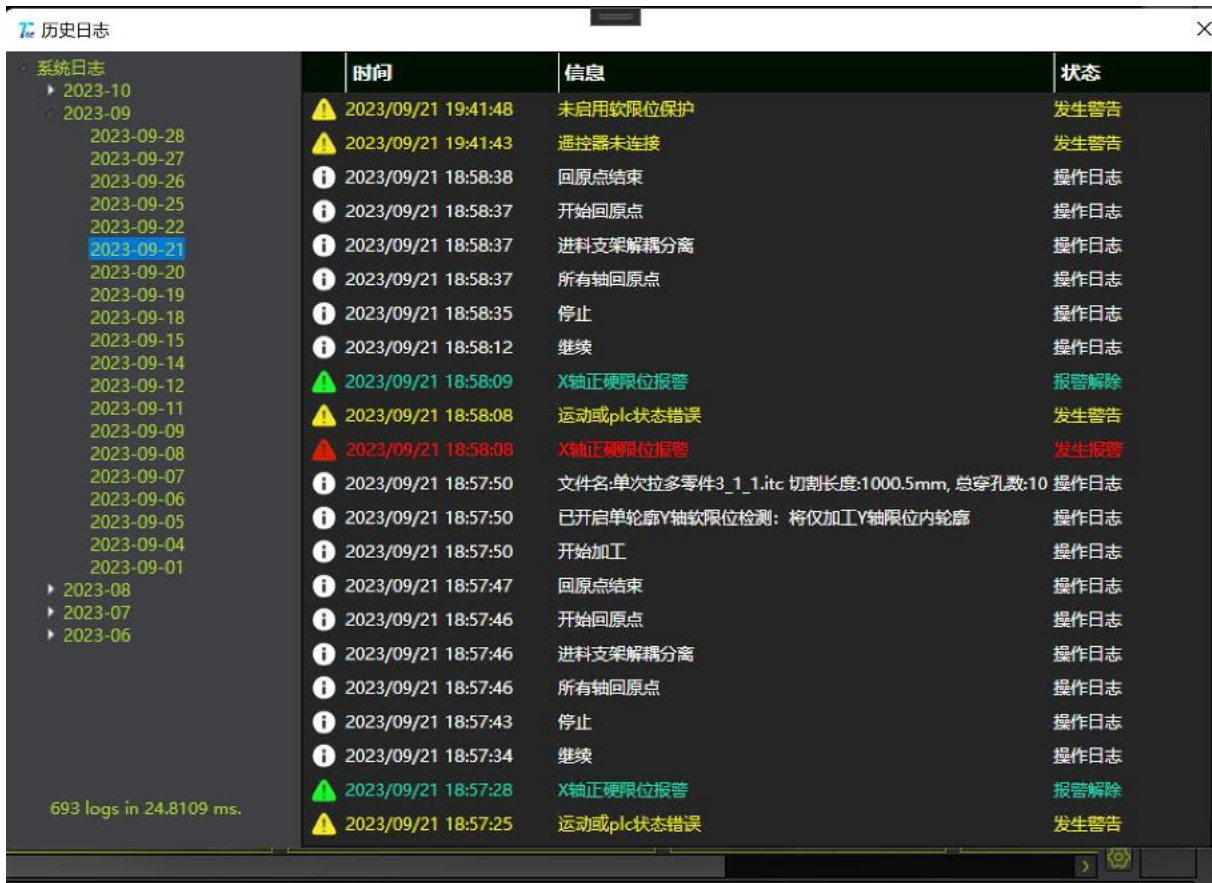 历史日志
系统日志
2023-10
2023-09
2023-09-28
2023-09-27
2023-09-26
2023-09-25
2023-09-22
2023-09-21
2023-09-20
2023-09-19
2023-09-18
2023-09-15
2023-09-14
2023-09-12
2023-09-11
2023-09-09
2023-09-08
2023-09-07
2023-09-06
2023-09-05
2023-09-04
2023-09-01
2023-08
2023-07
2023-06
693 logs in 24.8109 ms.
时间 信息 状态
2023/09/21 19:41:48 未启用软限位保护 发生警告
2023/09/21 19:41:43 遥控器未连接 发生警告
2023/09/21 18:58:38 回原点结束 操作日志
2023/09/21 18:58:37 开始回原点 操作日志
2023/09/21 18:58:37 进料支架解耦分离 操作日志
2023/09/21 18:58:37 所有轴回原点 操作日志
2023/09/21 18:58:35 停止 操作日志
2023/09/21 18:58:12 继续 操作日志
2023/09/21 18:58:09 X轴正硬限位报警 报警解除
2023/09/21 18:58:08 运动或plc状态错误 发生警告
2023/09/21 18:58:08 X轴正硬限位报警 发生报警
2023/09/21 18:57:50 文件名:单次拉多零件3_1_1.itc 切割长度:1000.5mm, 总穿孔数:10 操作日志
2023/09/21 18:57:50 已开启单轮廓Y轴软限位检测：将仅加工Y轴限位内轮廓 操作日志
2023/09/21 18:57:50 开始加工 操作日志
2023/09/21 18:57:47 回原点结束 操作日志
2023/09/21 18:57:46 开始回原点 操作日志
2023/09/21 18:57:46 进料支架解耦分离 操作日志
2023/09/21 18:57:46 所有轴回原点 操作日志
2023/09/21 18:57:43 停止 操作日志
2023/09/21 18:57:34 继续 操作日志
2023/09/21 18:57:28 X轴正硬限位报警 报警解除
2023/09/21 18:57:25 运动或plc状态错误 发生警告